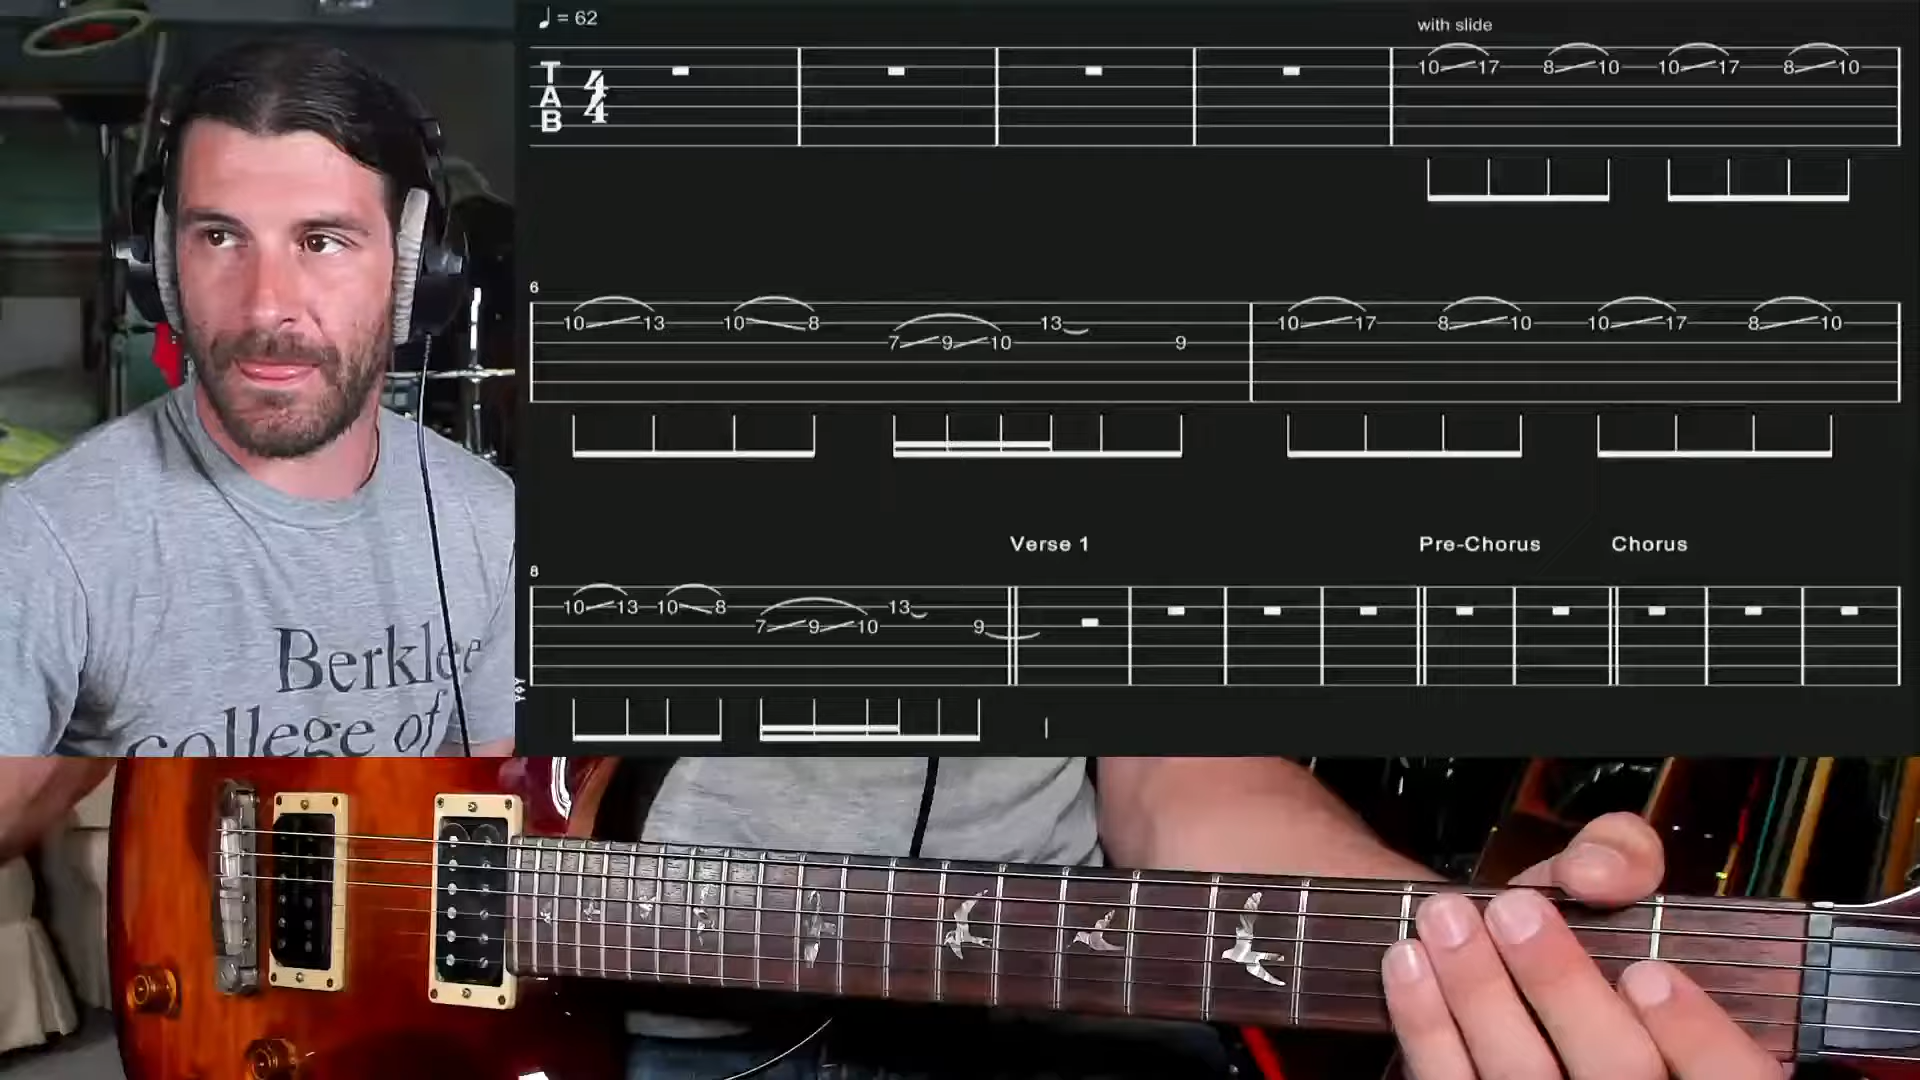 ♩ = 62
with slide
T
A
B
4
4
10 17 8 10 10 17 8 10
6
10 13 10 8 7 9 10 13 9 10 17 8 10 10 17 8 10
Verse 1 Pre-Chorus Chorus
8
10 13 10 8 7 9 10 13 9
Berklee
college of